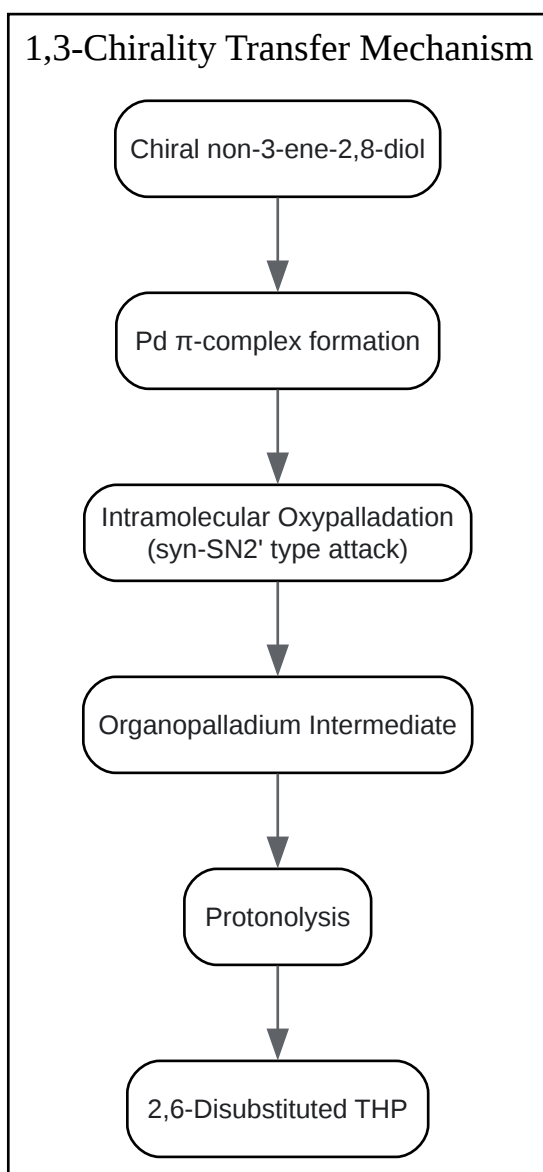 1,3-Chirality Transfer Mechanism
Chiral non-3-ene-2,8-diol
Pd π-complex formation
Intramolecular Oxypalladation
(syn-SN2' type attack)
Organopalladium Intermediate
Protonolysis
2,6-Disubstituted THP